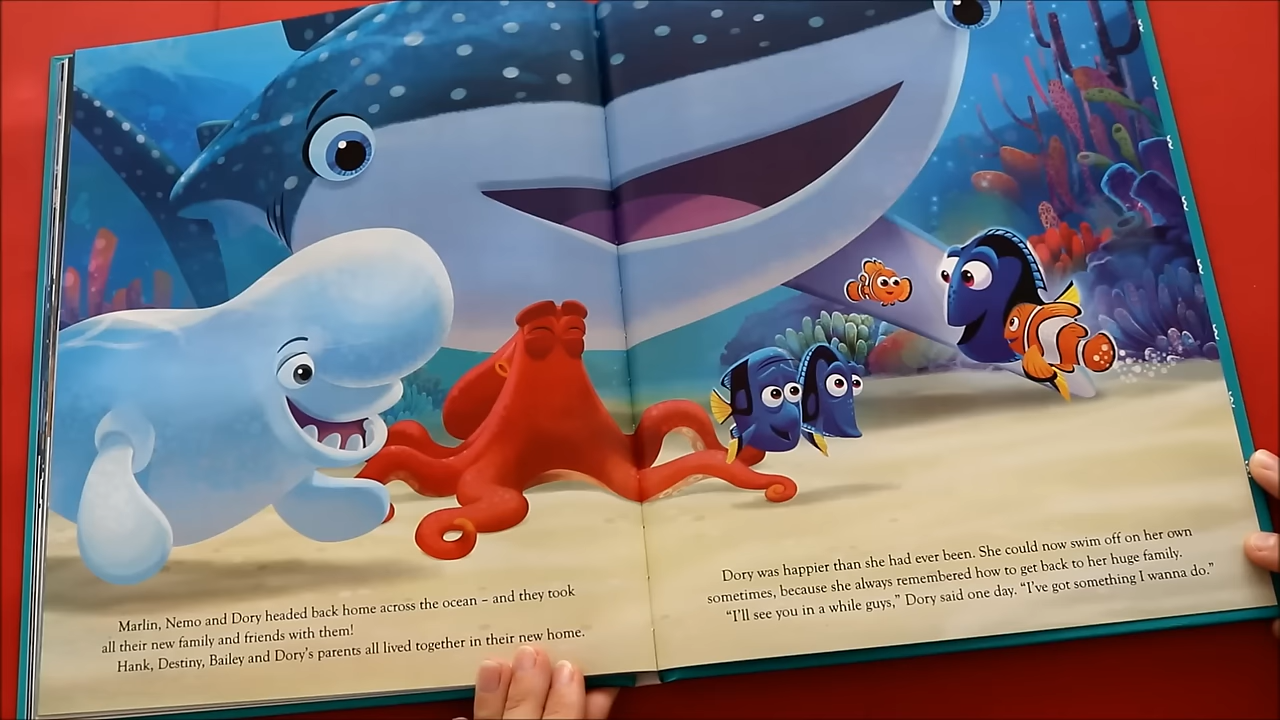 Marlin, Nemo and Dory headed back home across the ocean – and they took
all their new family and friends with them!
Hank, Destiny, Bailey and Dory's parents all lived together in their new home.
Dory was happier than she had ever been. She could now swim off on her own
sometimes, because she always remembered how to get back to her huge family.
"I'll see you in a while guys," Dory said one day. "I've got something I wanna do."